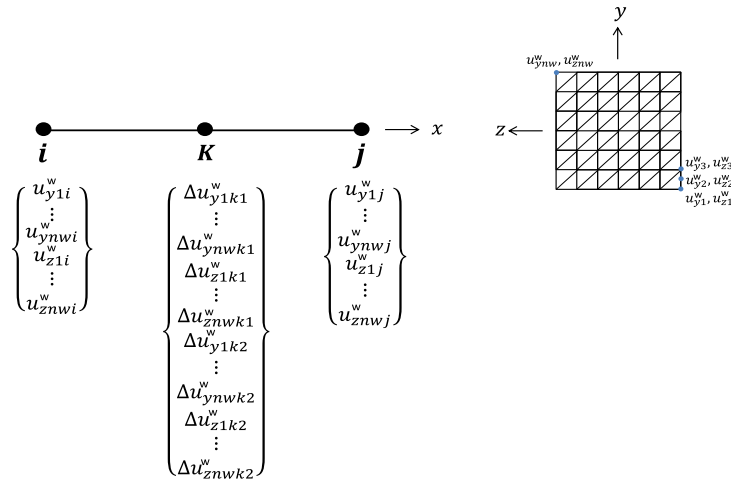 y
u^w_{ynw}, u^w_{znw}
x
z
i
K
j
u^w_{y3}, u^w_{z3}
u^w_{y2}, u^w_{z2}
u^w_{y1}, u^w_{z1}
u^w_{y1i}
⋮
u^w_{ynwi}
u^w_{z1i}
⋮
u^w_{znwi}
Δu^w_{y1k1}
⋮
Δu^w_{ynwk1}
Δu^w_{z1k1}
⋮
Δu^w_{znwk1}
Δu^w_{y1k2}
⋮
Δu^w_{ynwk2}
Δu^w_{z1k2}
⋮
Δu^w_{znwk2}
u^w_{y1j}
⋮
u^w_{ynwj}
u^w_{z1j}
⋮
u^w_{znwj}